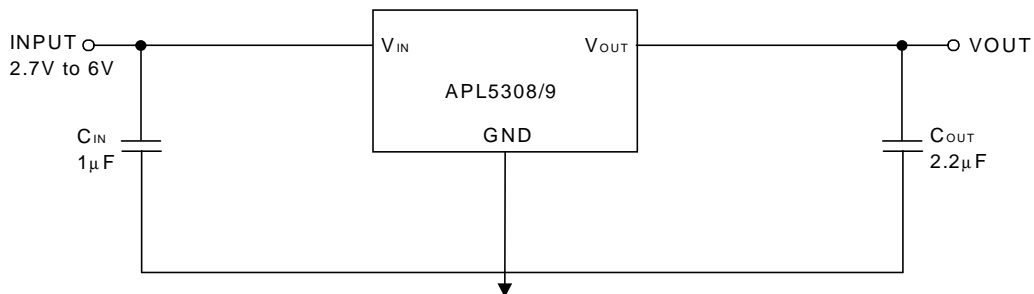 INPUT
2.7V to 6V
VIN
VOUT
VOUT
APL5308/9
GND
CIN
1μF
COUT
2.2μF